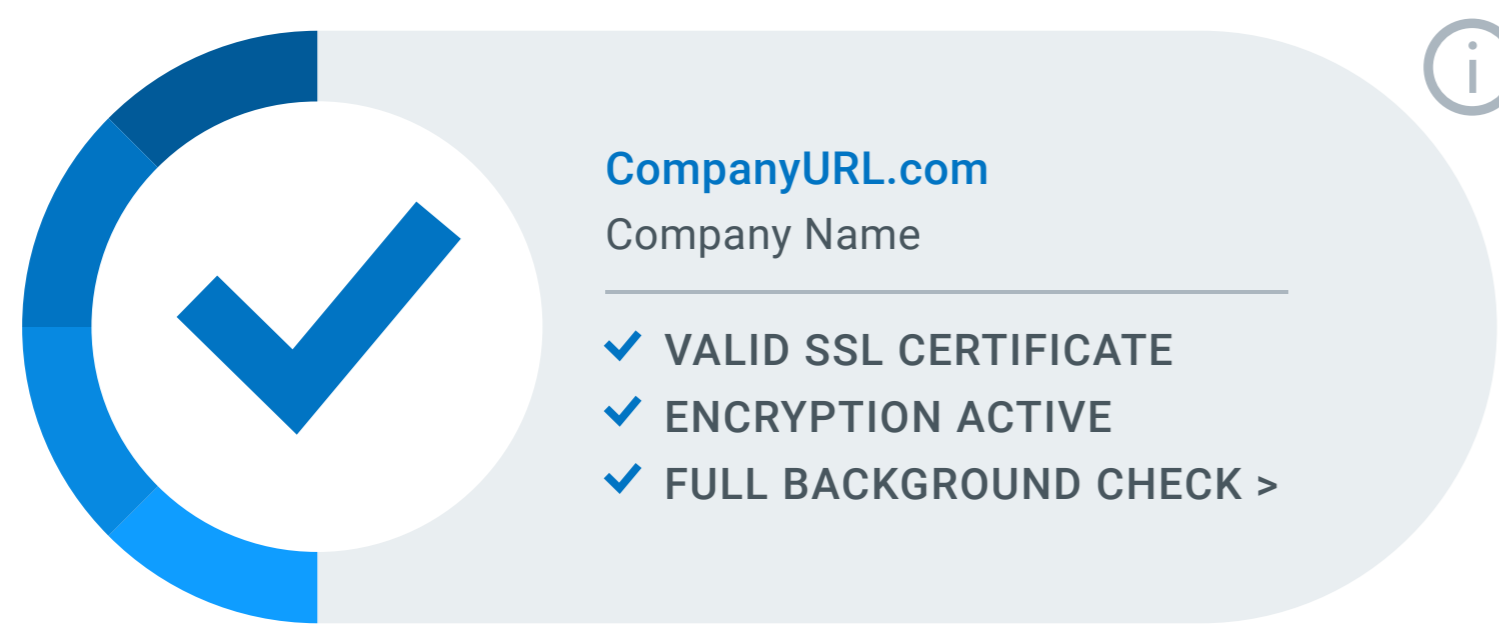 i
CompanyURL.com
Company Name
VALID SSL CERTIFICATE
ENCRYPTION ACTIVE
FULL BACKGROUND CHECK >